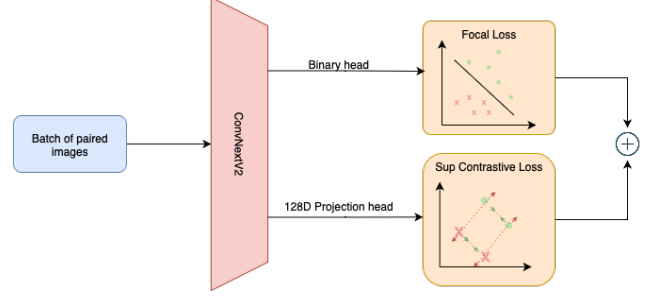 Focal Loss
Binary head
Batch of paired
images
ConvNextV2
Sup Contrastive Loss
128D Projection head